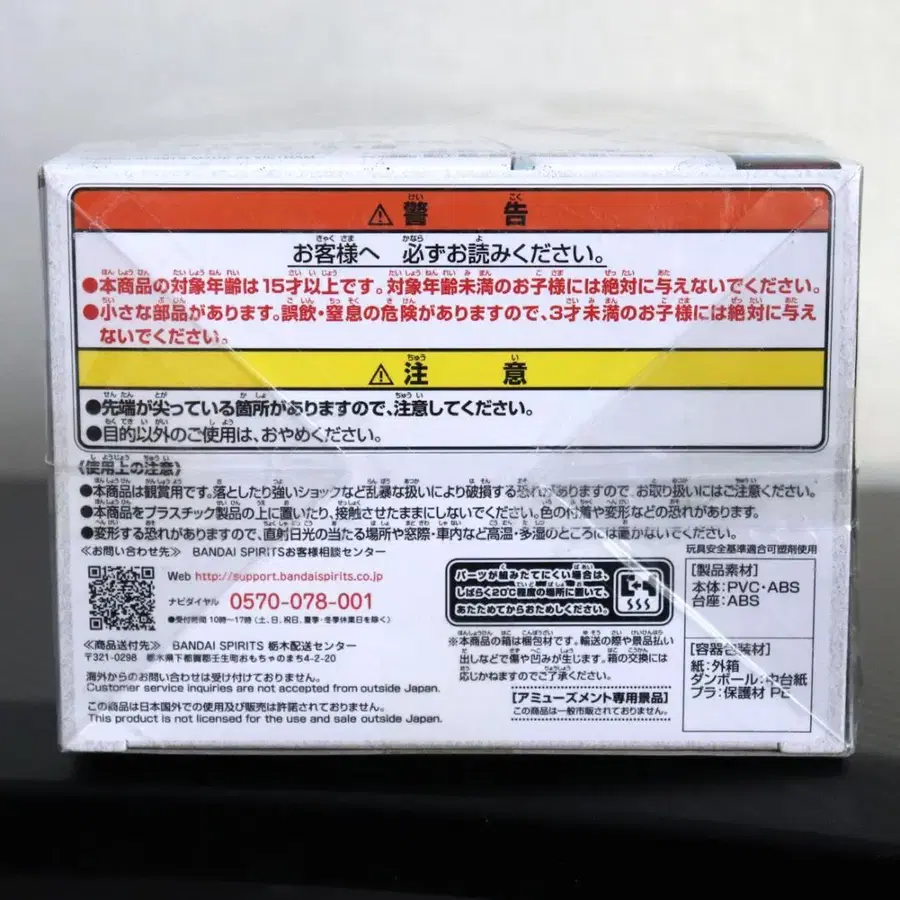 ⚠警告
お客様へ 必ずお読みください。
●本商品の対象年齢は15才以上です。対象年齢未満のお子様には絶対に与えないでください。
●小さな部品があります。誤飲・窒息の危険がありますので、3才未満のお子様には絶対に与え
ないでください。
⚠注意
●先端が尖っている箇所がありますので、注意してください。
●目的以外のご使用は、おやめください。
《使用上の注意》
●本商品は観賞用です。落としたり強いショックなど乱暴な扱いにより破損する恐れがありますので、お取り扱いにはご注意ください。
●本商品をプラスチック製品の上に置いたり、接触させたままにしないでください。色の付着や変形などの恐れがあります。
●変形する恐れがありますので、直射日光の当たる場所や窓際・車内など高温・多湿のところには置かないでください。
≪お問い合わせ先≫ BANDAI SPIRITSお客様相談センター
Web http://support.bandaispirits.co.jp
ナビダイヤル 0570-078-001
●受付時間 10時〜17時(土、日、祝日、夏季・冬季休業日を除く)
≪商品送付先≫ BANDAI SPIRITS 栃木配送センター
〒321-0298 栃木県下都賀郡壬生町おもちゃのまち4-2-20
海外からのお問い合わせは受け付けておりません。
Customer service inquiries are not accepted from outside Japan.
この商品は日本国外での使用及び販売は許諾されておりません。
This product is not licensed for the use and sale outside Japan.
パーツが組みたてにくい場合は、
しばらく20℃程度の場所に置いて、
あたためてからおためしください。
※本商品の箱は梱包材です。輸送の際や景品払い
出しなどで傷や凹みが生じます。箱の交換には
応じかねますのでご了承ください。
[アミューズメント専用景品]
この商品は一般市販されておりません。
玩具安全基準適合可塑剤使用
[製品素材]
本体:PVC・ABS
台座:ABS
[容器包装材]
紙:外箱
ダンボール:中台紙
プラ:保護材 PE